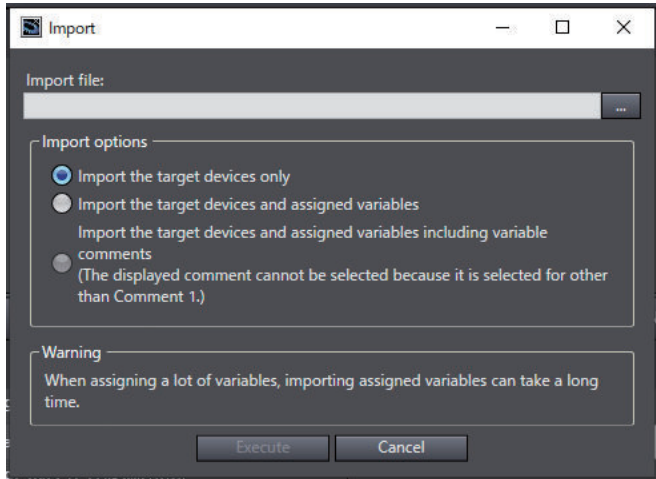 Import
Import file:
...
Import options
Import the target devices only
Import the target devices and assigned variables
Import the target devices and assigned variables including variable
comments
(The displayed comment cannot be selected because it is selected for other
than Comment 1.)
Warning
When assigning a lot of variables, importing assigned variables can take a long
time.
Execute
Cancel